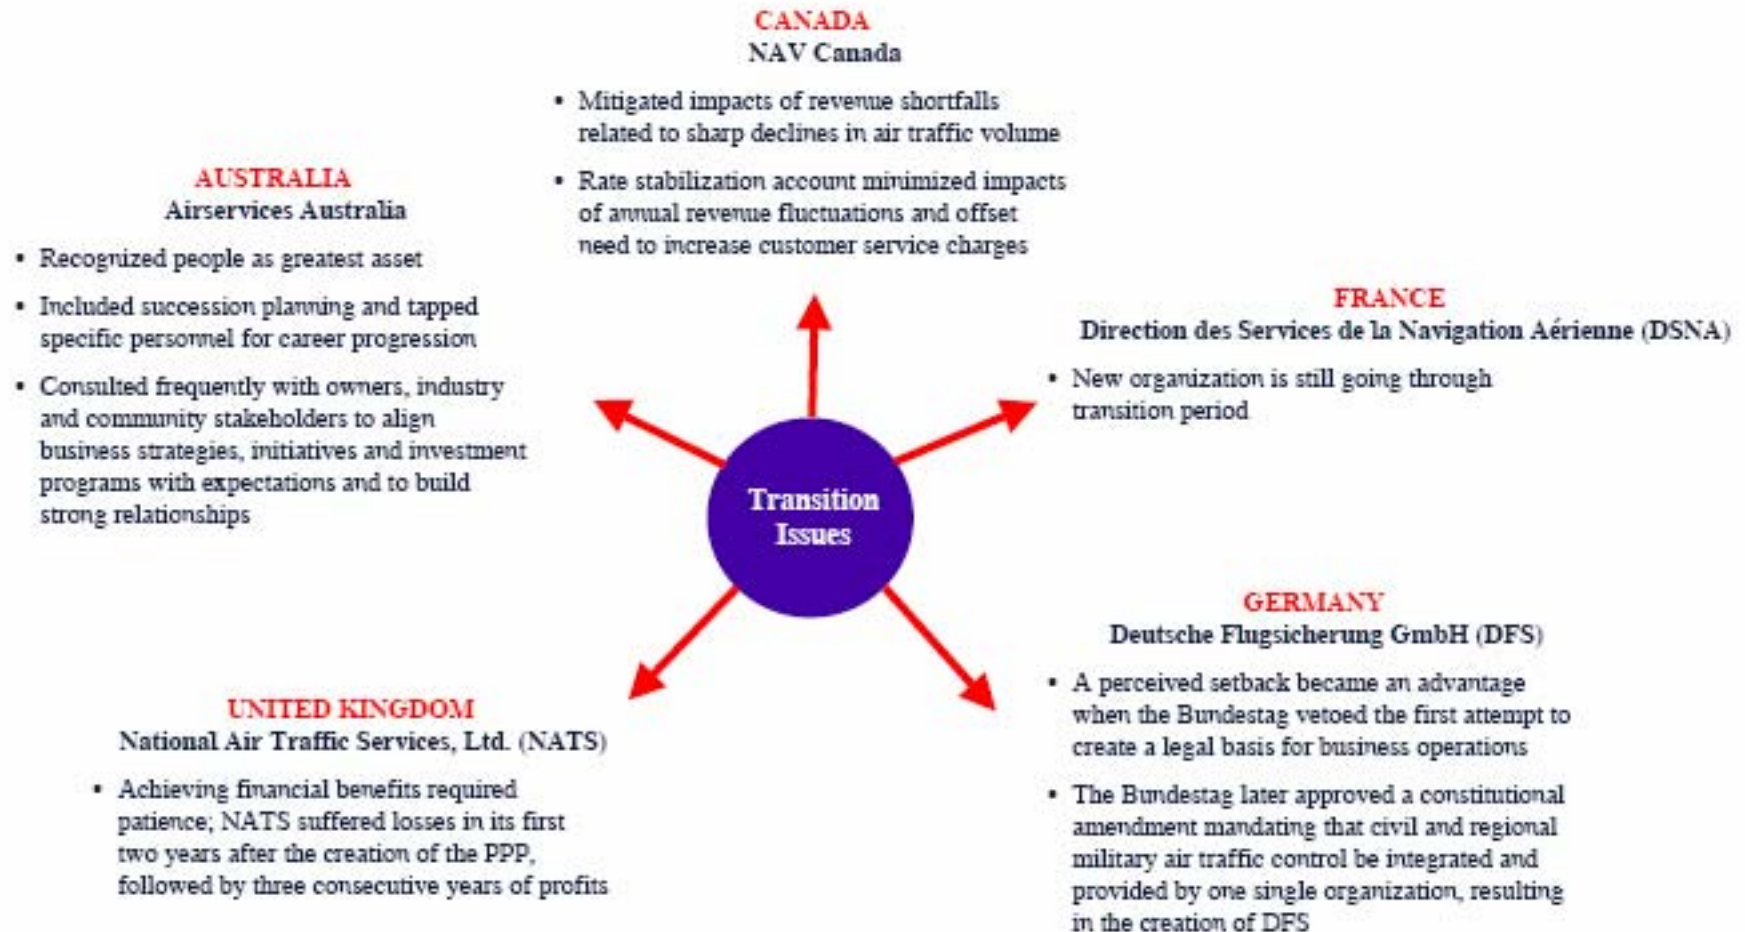 CANADA
NAV Canada
• Mitigated impacts of revenue shortfalls
related to sharp declines in air traffic volume
• Rate stabilization account minimized impacts
of annual revenue fluctuations and offset
need to increase customer service charges
AUSTRALIA
Airservices Australia
• Recognized people as greatest asset
• Included succession planning and tapped
specific personnel for career progression
• Consulted frequently with owners, industry
and community stakeholders to align
business strategies, initiatives and investment
programs with expectations and to build
strong relationships
FRANCE
Direction des Services de la Navigation Aérienne (DSNA)
• New organization is still going through
transition period
Transition
Issues
GERMANY
Deutsche Flugsicherung GmbH (DFS)
• A perceived setback became an advantage
when the Bundestag vetoed the first attempt to
create a legal basis for business operations
• The Bundestag later approved a constitutional
amendment mandating that civil and regional
military air traffic control be integrated and
provided by one single organization, resulting
in the creation of DFS
UNITED KINGDOM
National Air Traffic Services, Ltd. (NATS)
• Achieving financial benefits required
patience; NATS suffered losses in its first
two years after the creation of the PPP,
followed by three consecutive years of profits